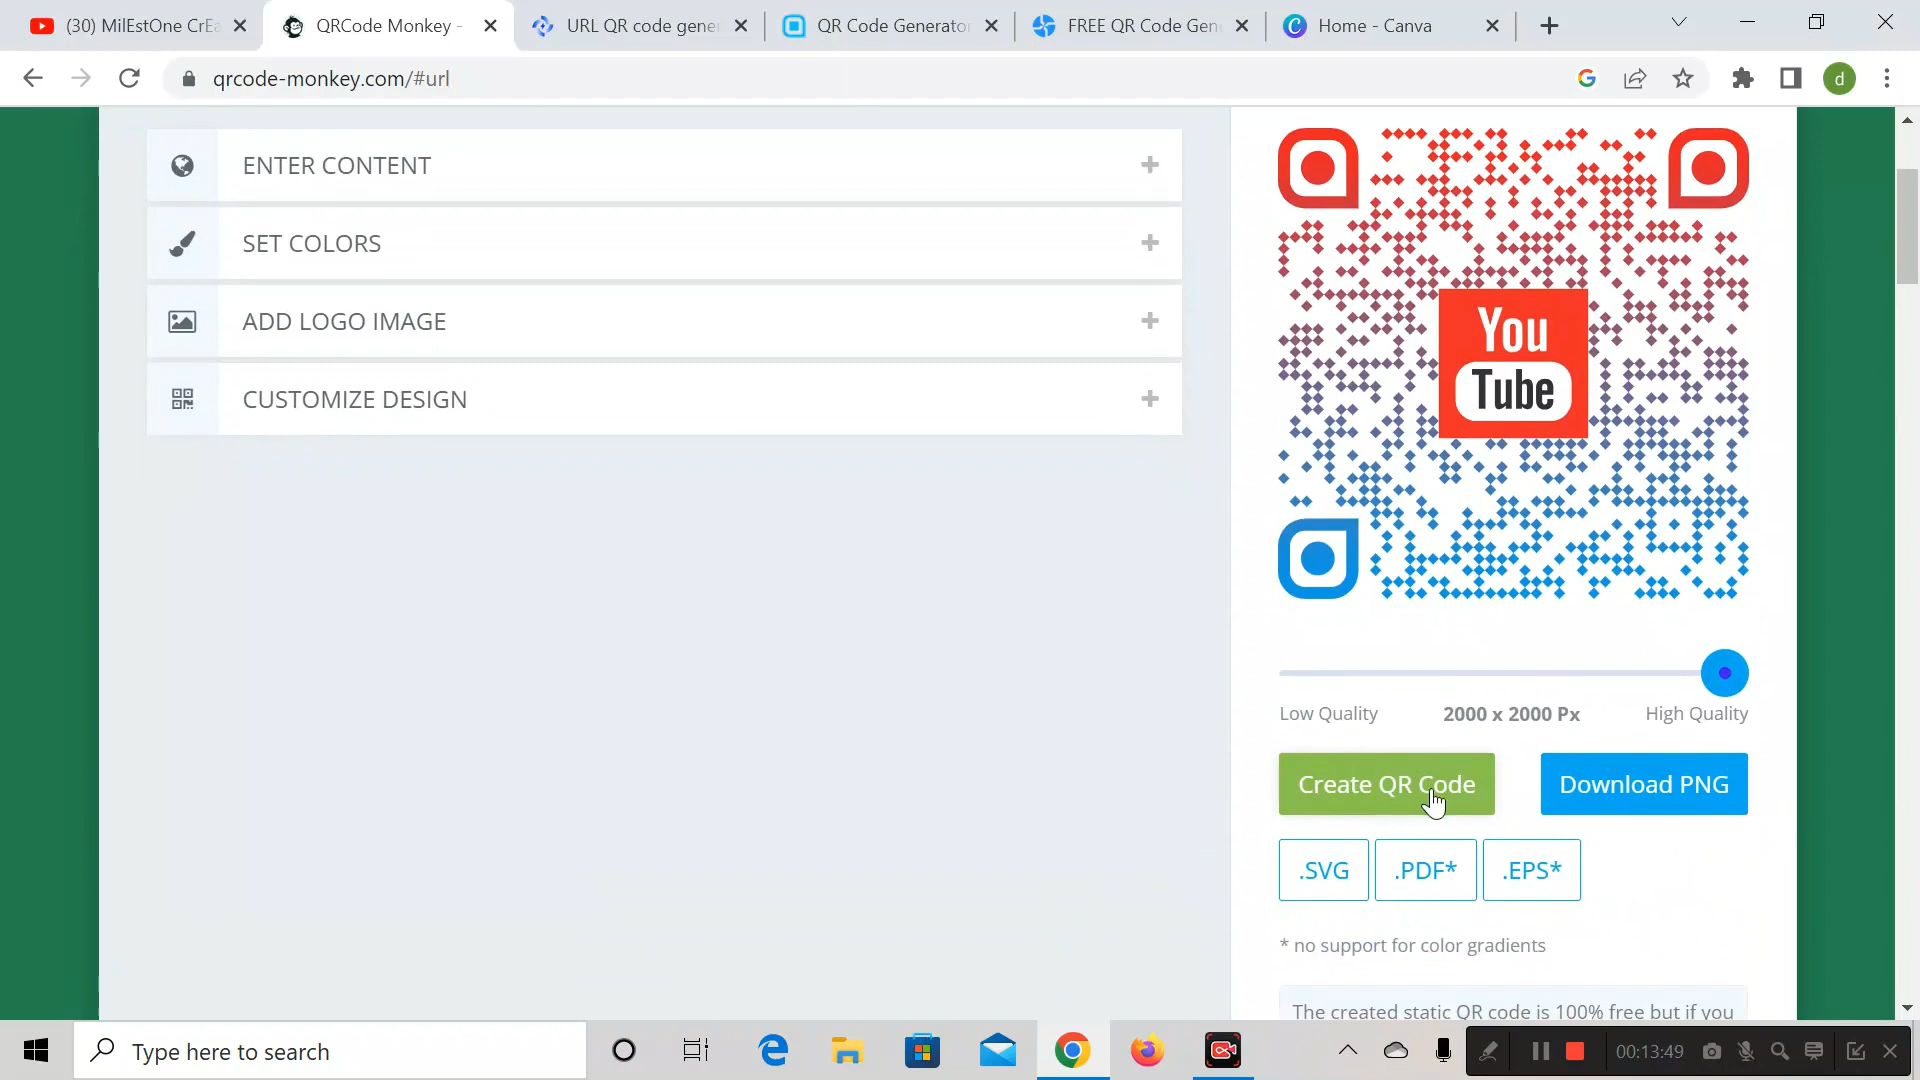 (30) MilEstOne CrEa
QRCode Monkey -
URL QR code gene
QR Code Generator
FREE QR Code Gen
Home - Canva
qrcode-monkey.com/#url
d
ENTER CONTENT
SET COLORS
ADD LOGO IMAGE
CUSTOMIZE DESIGN
You
Tube
Low Quality
2000 x 2000 Px
High Quality
Create QR Code
Download PNG
.SVG
.PDF*
.EPS*
* no support for color gradients
The created static QR code is 100% free but if you
Type here to search
00:13:49